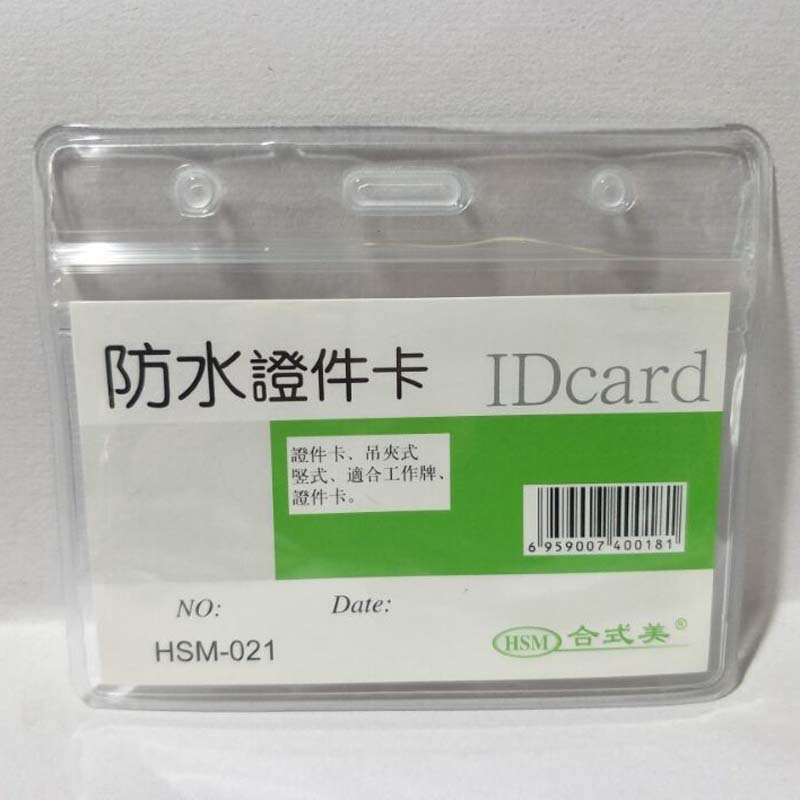 防水證件卡 IDcard
證件卡、吊夾式
竖式、適合工作牌、
證件卡。
6 959007 400181
NO: Date:
HSM-021
HSM 合式美®